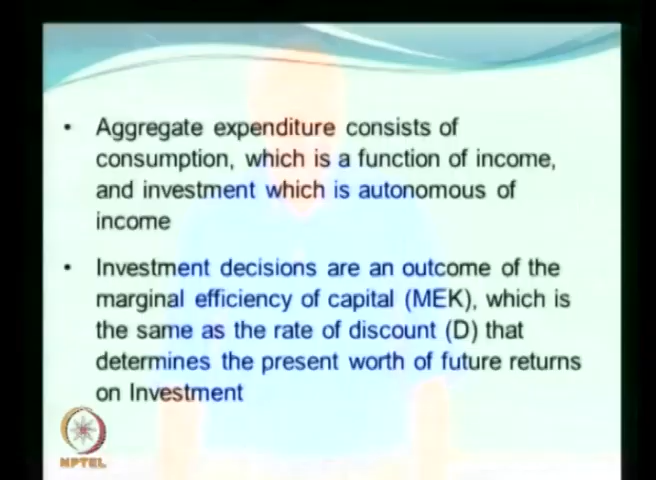 • Aggregate expenditure consists of
consumption, which is a function of income,
and investment which is autonomous of
income
• Investment decisions are an outcome of the
marginal efficiency of capital (MEK), which is
the same as the rate of discount (D) that
determines the present worth of future returns
on Investment
NPTEL